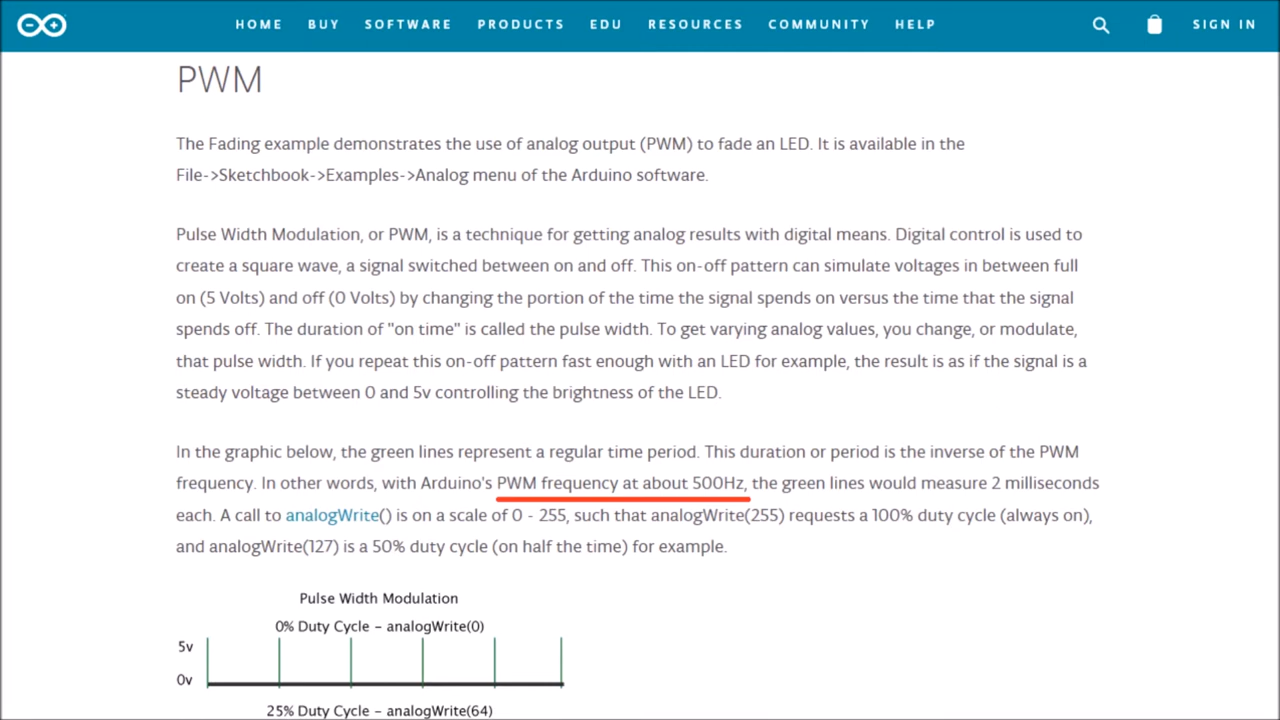 HOME BUY SOFTWARE PRODUCTS EDU RESOURCES COMMUNITY HELP SIGN IN
PWM
The Fading example demonstrates the use of analog output (PWM) to fade an LED. It is available in the
File->Sketchbook->Examples->Analog menu of the Arduino software.
Pulse Width Modulation, or PWM, is a technique for getting analog results with digital means. Digital control is used to
create a square wave, a signal switched between on and off. This on-off pattern can simulate voltages in between full
on (5 Volts) and off (0 Volts) by changing the portion of the time the signal spends on versus the time that the signal
spends off. The duration of "on time" is called the pulse width. To get varying analog values, you change, or modulate,
that pulse width. If you repeat this on-off pattern fast enough with an LED for example, the result is as if the signal is a
steady voltage between 0 and 5v controlling the brightness of the LED.
In the graphic below, the green lines represent a regular time period. This duration or period is the inverse of the PWM
frequency. In other words, with Arduino's PWM frequency at about 500Hz, the green lines would measure 2 milliseconds
each. A call to analogWrite() is on a scale of 0 - 255, such that analogWrite(255) requests a 100% duty cycle (always on),
and analogWrite(127) is a 50% duty cycle (on half the time) for example.
Pulse Width Modulation
0% Duty Cycle – analogWrite(0)
5v
0v
25% Duty Cycle – analogWrite(64)